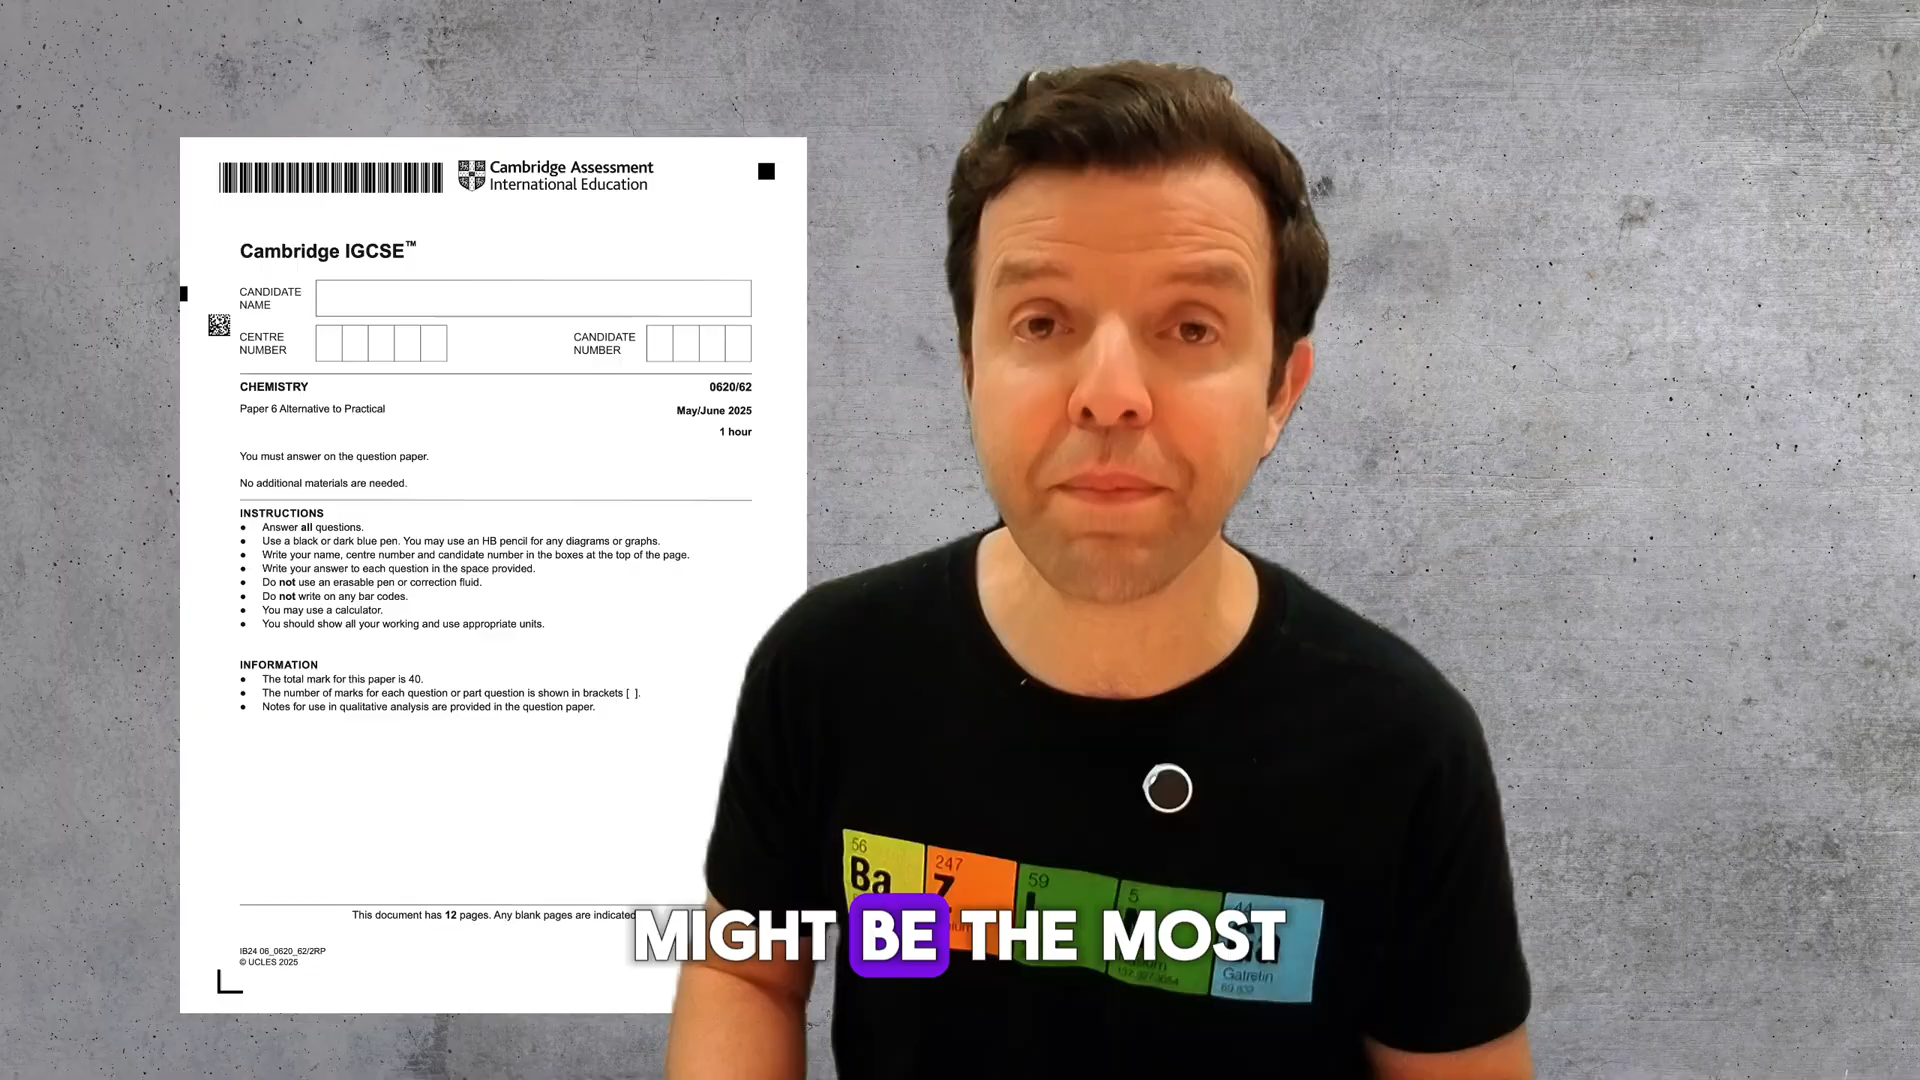 Cambridge Assessment
International Education
Cambridge IGCSE™
CANDIDATE
NAME
CENTRE
NUMBER
CANDIDATE
NUMBER
CHEMISTRY
0620/62
Paper 6 Alternative to Practical
May/June 2025
1 hour
You must answer on the question paper.
No additional materials are needed.
INSTRUCTIONS
● Answer all questions.
● Use a black or dark blue pen. You may use an HB pencil for any diagrams or graphs.
● Write your name, centre number and candidate number in the boxes at the top of the page.
● Write your answer to each question in the space provided.
● Do not use an erasable pen or correction fluid.
● Do not write on any bar codes.
● You may use a calculator.
● You should show all your working and use appropriate units.
INFORMATION
● The total mark for this paper is 40.
● The number of marks for each question or part question is shown in brackets [ ].
● Notes for use in qualitative analysis are provided in the question paper.
This document has 12 pages. Any blank pages are indicated
IB24 06_0620_62/2RP
© UCLES 2025
56
Ba
247
Z
59
5
44
Gatretin
MIGHT BE THE MOST